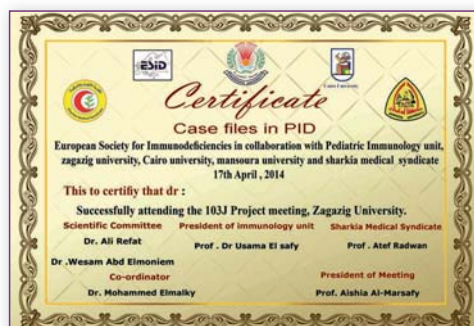 ESID
Cairo University
Certificate
Case files in PID
European Society for Immunodeficiencies in collaboration with Pediatric Immunology unit,
zagazig university, Cairo university, mansoura university and sharkia medical syndicate
17th April , 2014
This to certify that dr :
Successfully attending the 103J Project meeting, Zagazig University.
Scientific Committee President of immunology unit Sharkia Medical Syndicate
Dr. Ali Refat Prof . Dr Usama El safy Prof . Atef Radwan
Dr .Wesam Abd Elmoniem
Co-ordinator President of Meeting
Dr. Mohammed Elmalky Prof. Aishia Al-Marsafy